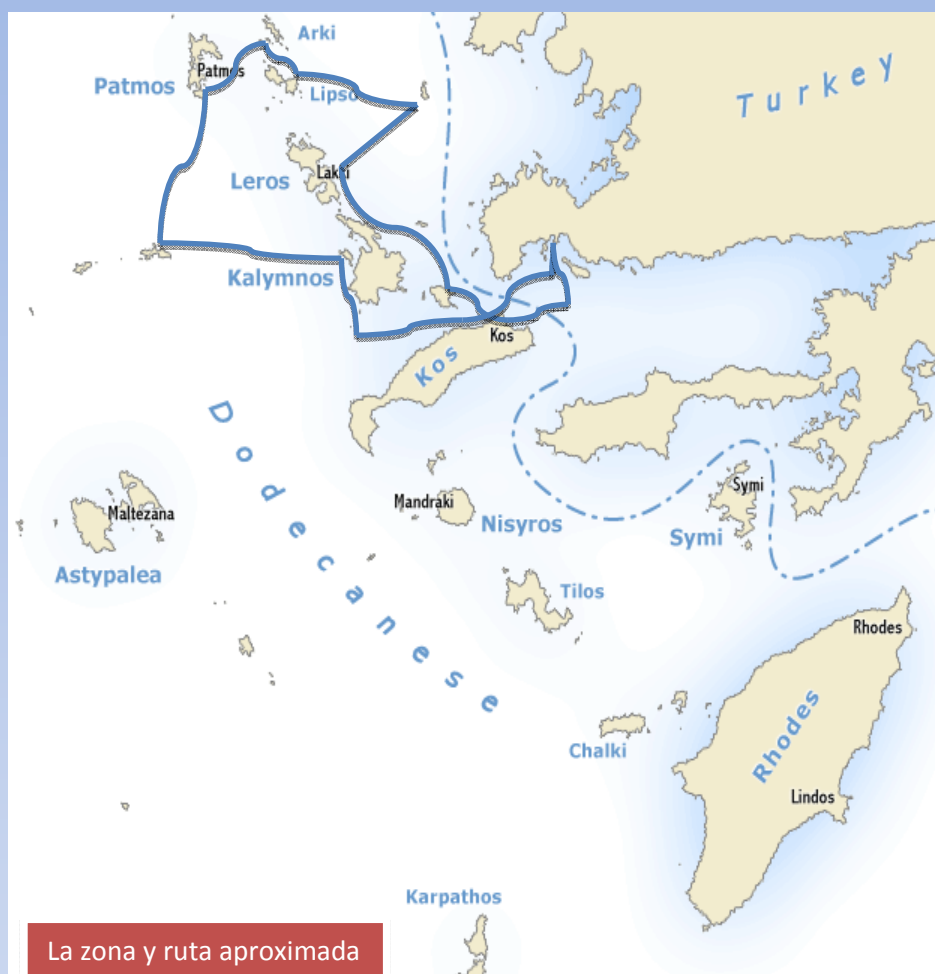 Arki
Patmos
Patmos
Turkey
Lipso
Lakki
Leros
Kalymnos
Kos
Kos
Dodecanese
Symi
Mandraki
Maltezana
Nisyros
Symi
Astypalea
Tilos
Rhodes
Rhodes
Chalki
Lindos
Karpathos
La zona y ruta aproximada